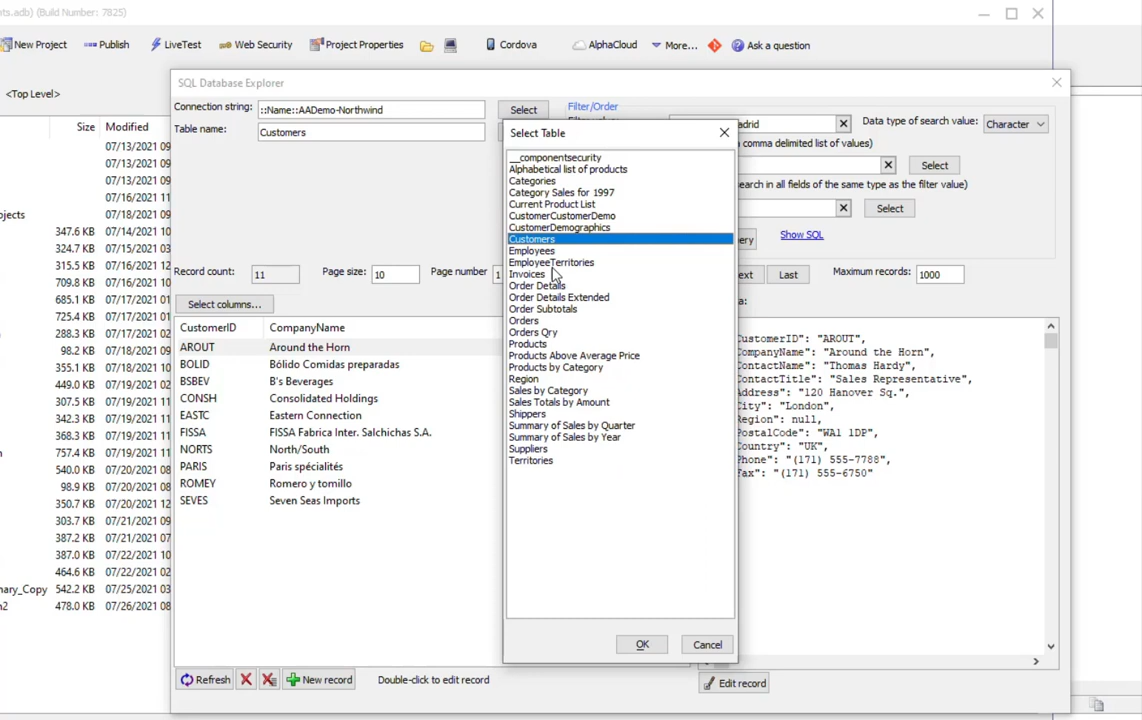 nts.adb) (Build Number: 7825)
New Project Publish LiveTest Web Security Project Properties Cordova AlphaCloud More... Ask a question
<Top Level>
Size Modified
07/13/2021 09
07/13/2021 09
07/13/2021 09
07/16/2021 11
ojects 07/18/2021 09
347.6 KB 07/14/2021 10
324.7 KB 07/15/2021 03
315.5 KB 07/16/2021 12
709.8 KB 07/16/2021 10
685.1 KB 07/17/2021 01
725.4 KB 07/17/2021 01
288.3 KB 07/17/2021 02
98.2 KB 07/18/2021 09
355.1 KB 07/18/2021 10
449.0 KB 07/19/2021 02
307.5 KB 07/19/2021 10
342.3 KB 07/19/2021 11
368.3 KB 07/19/2021 11
757.4 KB 07/19/2021 11
540.0 KB 07/20/2021 08
98.9 KB 07/20/2021 08
350.7 KB 07/20/2021 12
303.7 KB 07/21/2021 09
387.2 KB 07/21/2021 07
387.0 KB 07/22/2021 10
464.6 KB 07/22/2021 02
nary_Copy 542.2 KB 07/25/2021 03
n2 478.0 KB 07/26/2021 08
SQL Database Explorer
Connection string: ::Name::AADemo-Northwind Select
Table name: Customers
Record count: 11 Page size: 10 Page number 1
Select columns...
CustomerID CompanyName
AROUT Around the Horn
BOLID Bólido Comidas preparadas
BSBEV B's Beverages
CONSH Consolidated Holdings
EASTC Eastern Connection
FISSA FISSA Fabrica Inter. Salchichas S.A.
NORTS North/South
PARIS Paris spécialités
ROMEY Romero y tomillo
SEVES Seven Seas Imports
Refresh New record Double-click to edit record
Select Table
__componentsecurity
Alphabetical list of products
Categories
Category Sales for 1997
Current Product List
CustomerCustomerDemo
CustomerDemographics
Customers
Employees
EmployeeTerritories
Invoices
Order Details
Order Details Extended
Order Subtotals
Orders
Orders Qry
Products
Products Above Average Price
Products by Category
Region
Sales by Category
Sales Totals by Amount
Shippers
Summary of Sales by Quarter
Summary of Sales by Year
Suppliers
Territories
OK Cancel
Filter/Order
adrid Data type of search value: Character
comma delimited list of values)
Select
earch in all fields of the same type as the filter value)
Select
ery Show SQL
ext Last Maximum records: 1000
a:
CustomerID": "AROUT",
CompanyName": "Around the Horn",
ContactName": "Thomas Hardy",
ContactTitle": "Sales Representative",
Address": "120 Hanover Sq.",
City": "London",
Region": null,
PostalCode": "WA1 1DP",
Country": "UK",
Phone": "(171) 555-7788",
Fax": "(171) 555-6750"
Edit record